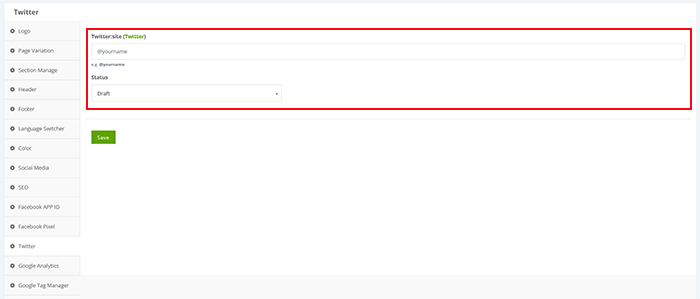 Twitter
Logo
Page Variation
Section Manage
Header
Footer
Language Switcher
Color
Social Media
SEO
Facebook APP ID
Facebook Pixel
Twitter
Google Analytics
Google Tag Manager
Twitter:site (Twitter)
@yourname
e.g. @yourname
Status
Draft
Save